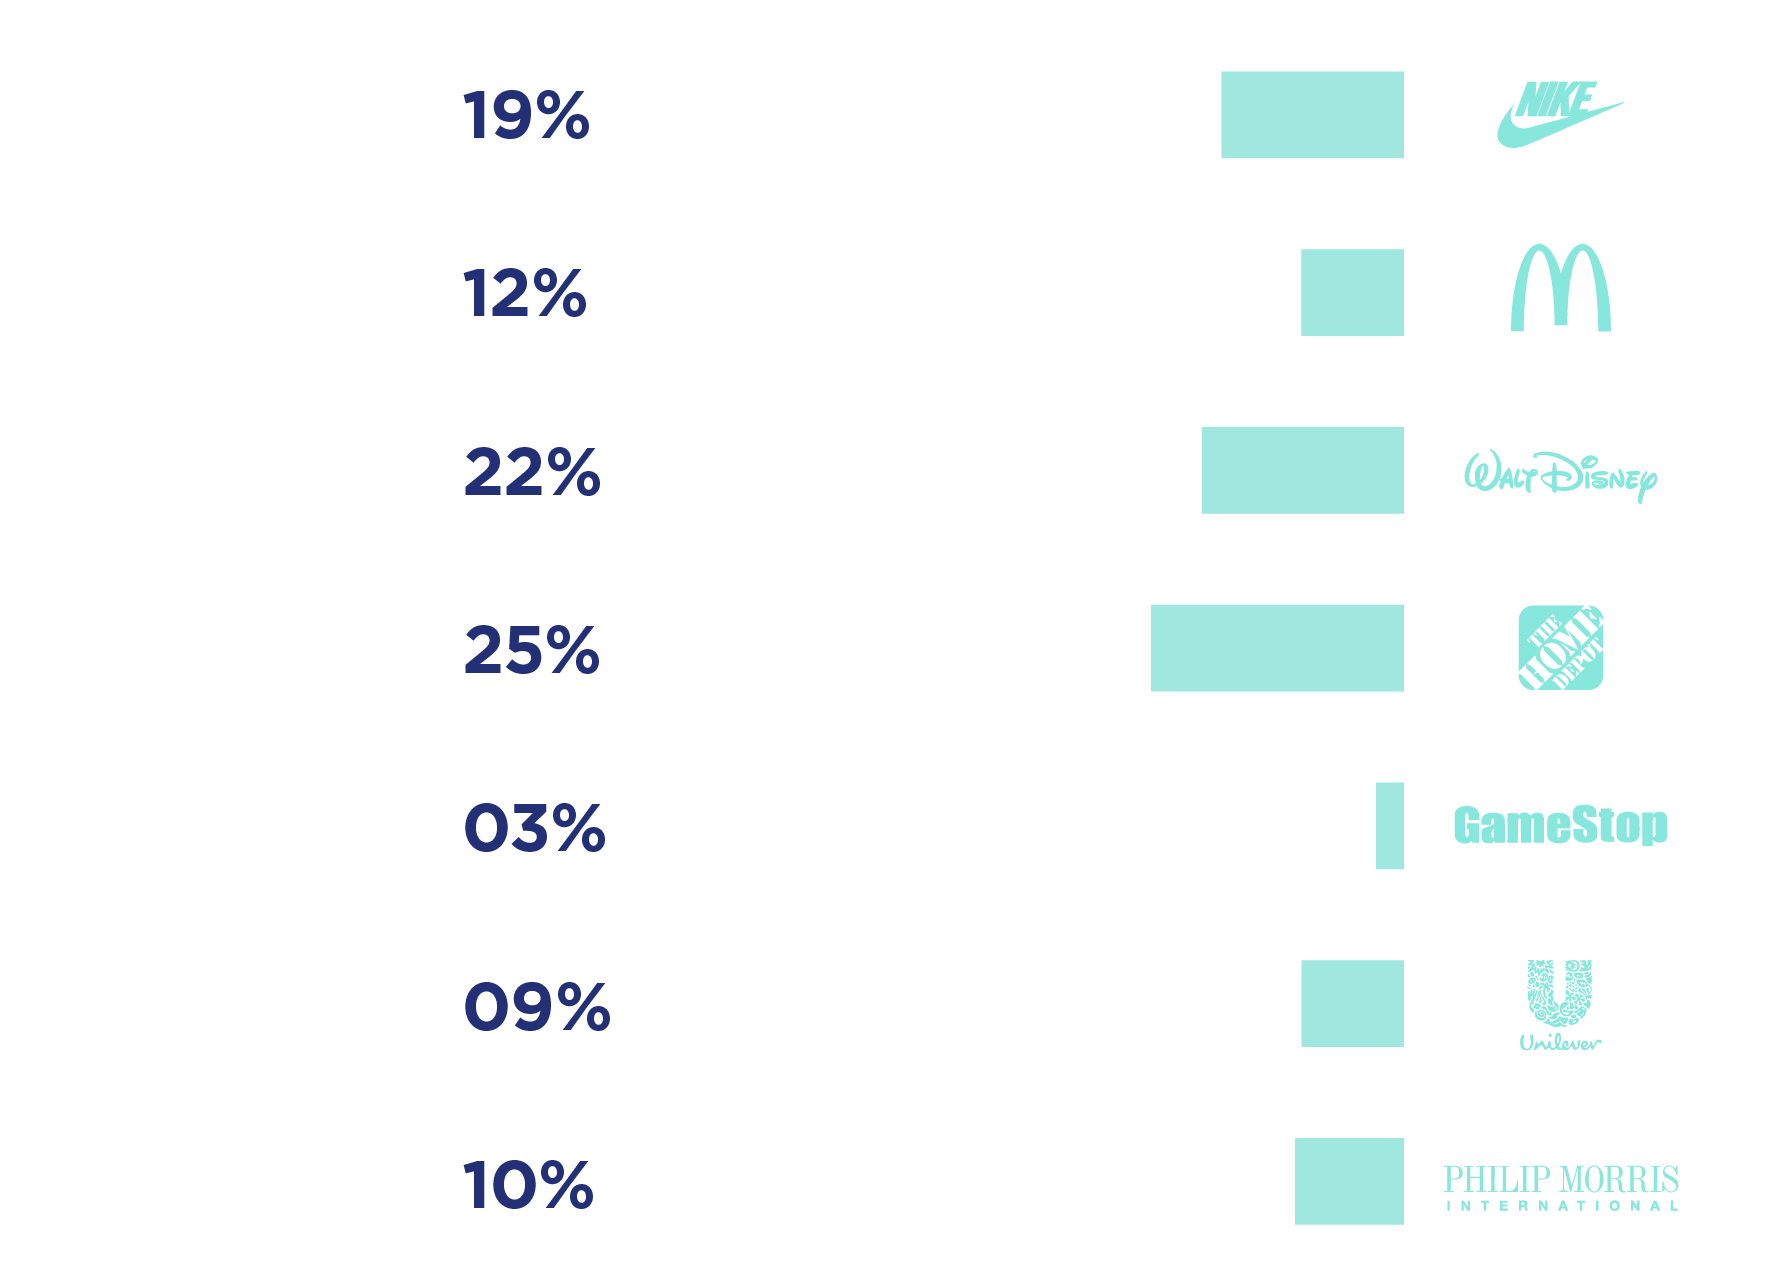 19%
NIKE
12%
22%
WALT DISNEY
25%
THE
HOME
DEPOT
03%
GameStop
09%
Unilever
10%
PHILIP MORRIS
INTERNATIONAL